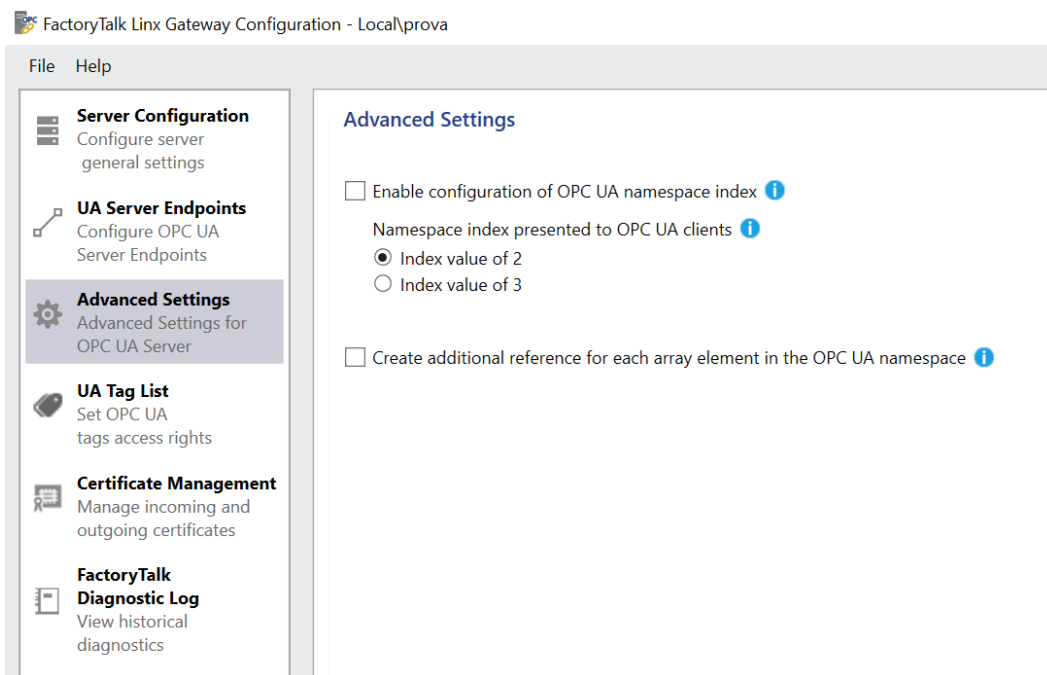 FactoryTalk Linx Gateway Configuration - Local\prova
File Help
Server Configuration
Configure server
general settings
UA Server Endpoints
Configure OPC UA
Server Endpoints
Advanced Settings
Advanced Settings for
OPC UA Server
UA Tag List
Set OPC UA
tags access rights
Certificate Management
Manage incoming and
outgoing certificates
FactoryTalk
Diagnostic Log
View historical
diagnostics
Advanced Settings
Enable configuration of OPC UA namespace index
Namespace index presented to OPC UA clients
Index value of 2
Index value of 3
Create additional reference for each array element in the OPC UA namespace